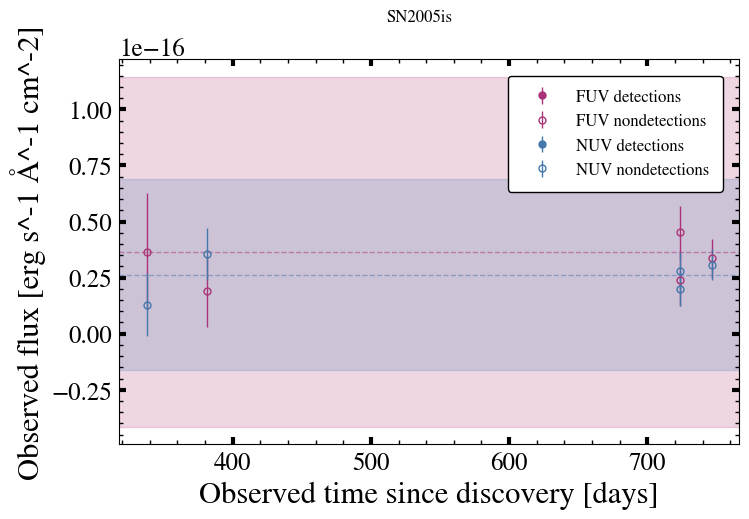 SN2005is
1e−16
Observed flux [erg s^-1 Å^-1 cm^-2]
1.00
0.75
0.50
0.25
0.00
−0.25
FUV detections
FUV nondetections
NUV detections
NUV nondetections
400
500
600
700
Observed time since discovery [days]